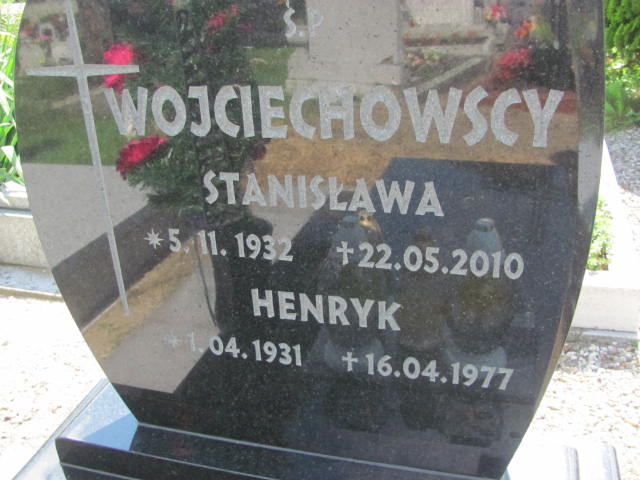 Ś.P
WOJCIECHOWSCY
STANISŁAWA
*5.11.1932 †22.05.2010
HENRYK
*1.04.1931 †16.04.1977